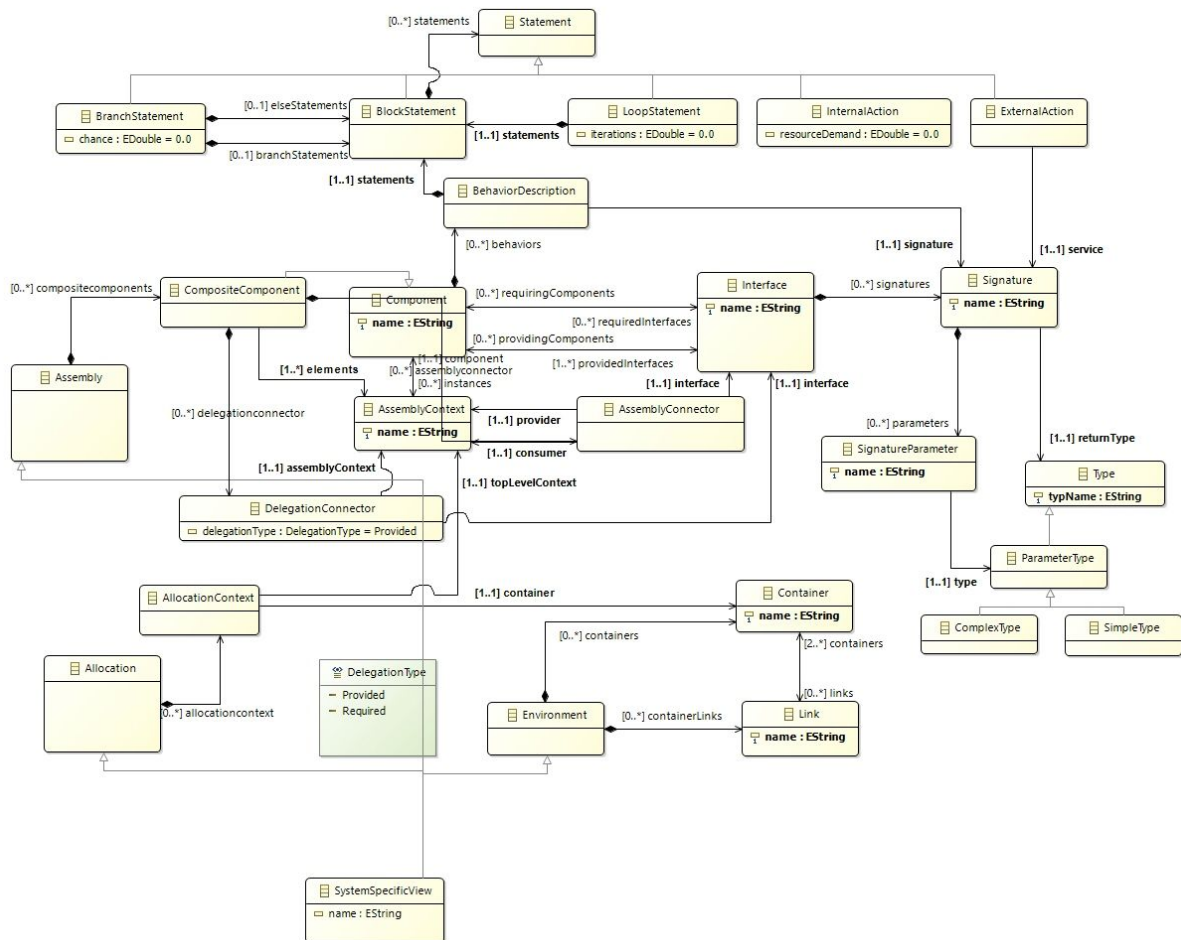 [0..*] statements
Statement
BranchStatement
chance : EDouble = 0.0
[0..1] elseStatements
[0..1] branchStatements
BlockStatement
[1..1] statements
LoopStatement
iterations : EDouble = 0.0
InternalAction
resourceDemand : EDouble = 0.0
ExternalAction
[1..1] statements
BehaviorDescription
[0..*] behaviors
[1..1] signature
[1..1] service
[0..*] compositecomponents
CompositeComponent
Component
name : EString
[0..*] requiringComponents
[0..*] requiredInterfaces
[0..*] providingComponents
[1..*] providedInterfaces
Interface
name : EString
[0..*] signatures
Signature
name : EString
[1..1] component
[0..*] assemblyconnector
[0..*] instances
Assembly
[1..*] elements
[1..1] interface
[1..1] interface
[0..*] delegationconnector
AssemblyContext
name : EString
[1..1] provider
[1..1] consumer
AssemblyConnector
[0..*] parameters
SignatureParameter
name : EString
[1..1] returnType
Type
typName : EString
[1..1] assemblyContext
[1..1] topLevelContext
DelegationConnector
delegationType : DelegationType = Provided
ParameterType
[1..1] type
ComplexType
SimpleType
AllocationContext
[1..1] container
Container
name : EString
[0..*] containers
[2..*] containers
Allocation
[0..*] allocationcontext
DelegationType
Provided
Required
Environment
[0..*] containerLinks
[0..*] links
Link
name : EString
SystemSpecificView
name : EString